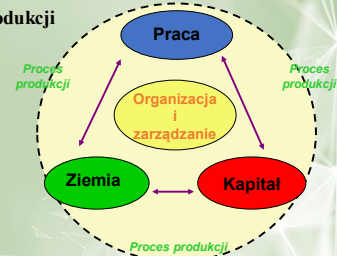 odukcji
Praca
Proces
produkcji
Proces
produkcji
Organizacja
i
zarządzanie
Ziemia
Kapitał
Proces produkcji